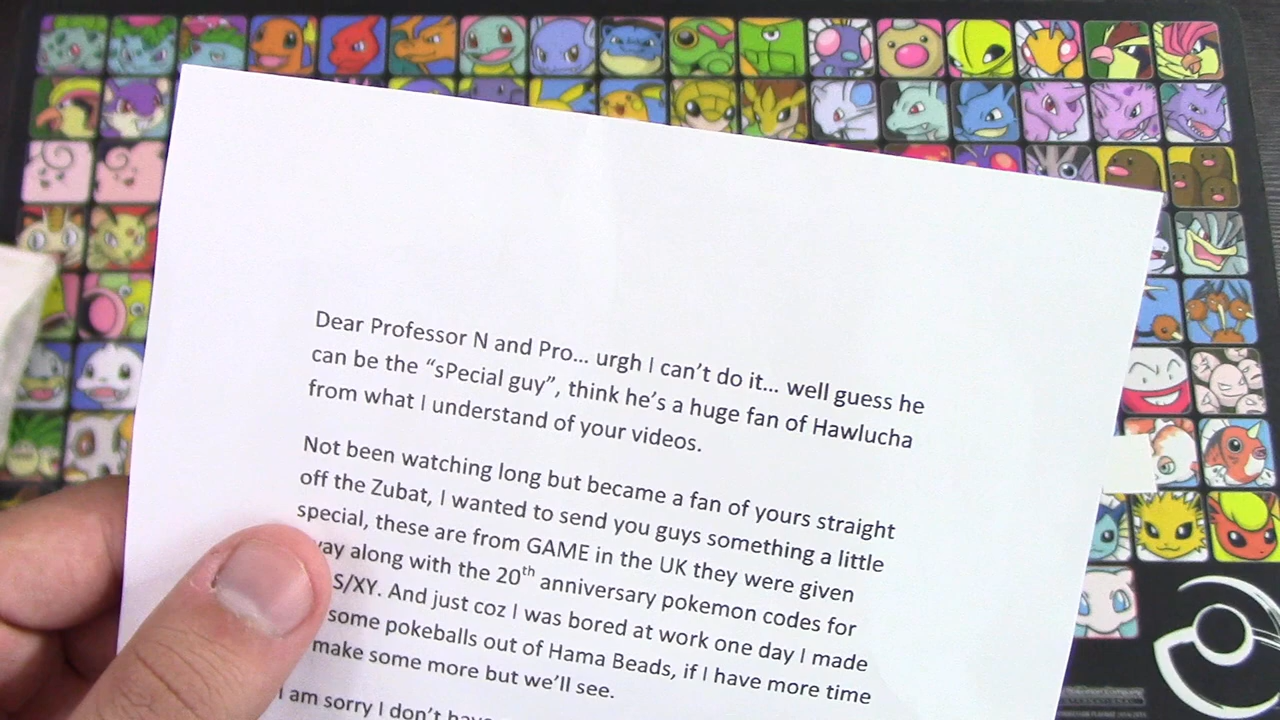 Dear Professor N and Pro... urgh I can't do it... well guess he
can be the “sPecial guy”, think he's a huge fan of Hawlucha
from what I understand of your videos.
Not been watching long but became a fan of yours straight
off the Zubat, I wanted to send you guys something a little
special, these are from GAME in the UK they were given
along with the 20th anniversary pokemon codes for
S/XY. And just coz I was bored at work one day I made
some pokeballs out of Hama Beads, if I have more time
make some more but we'll see.
I am sorry I don't